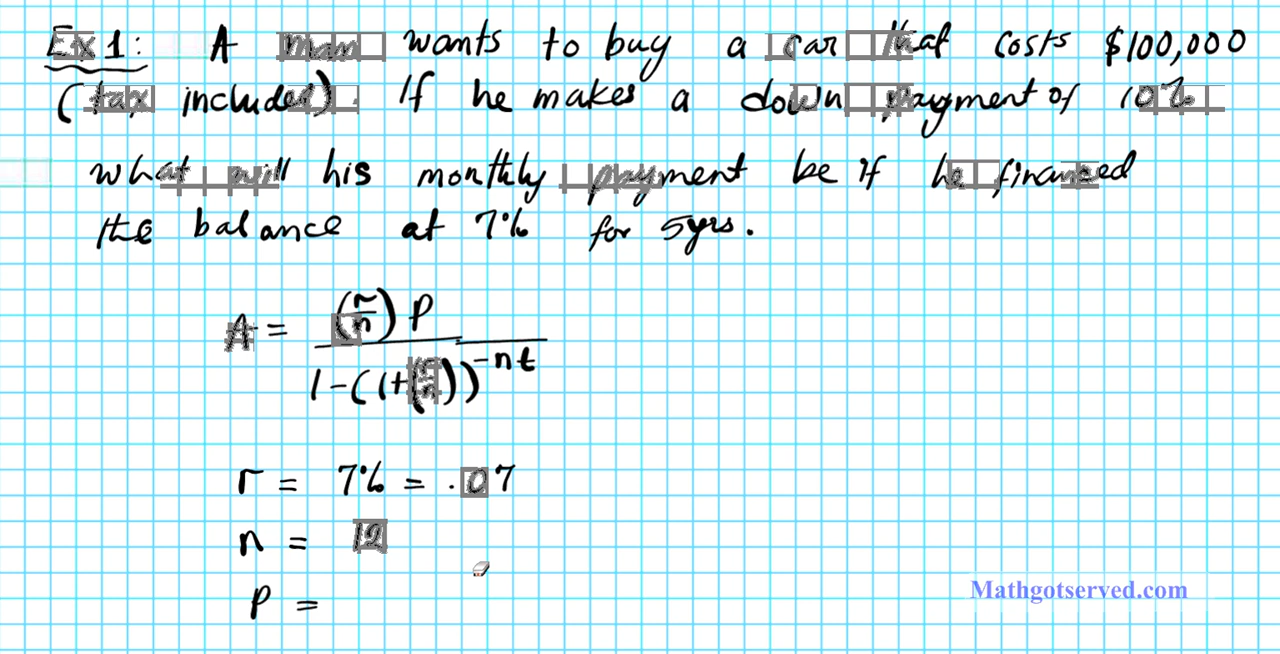 Ex 1: A man wants to buy a car that costs $100,000
(tax included). If he makes a down payment of 10%
what will his monthly payment be if he financed
the balance at 7% for 5yrs.
A = (r/n) P / 1-(1+(r/n))^-nt
r = 7% = .07
n = 12
P =
Mathgotserved.com